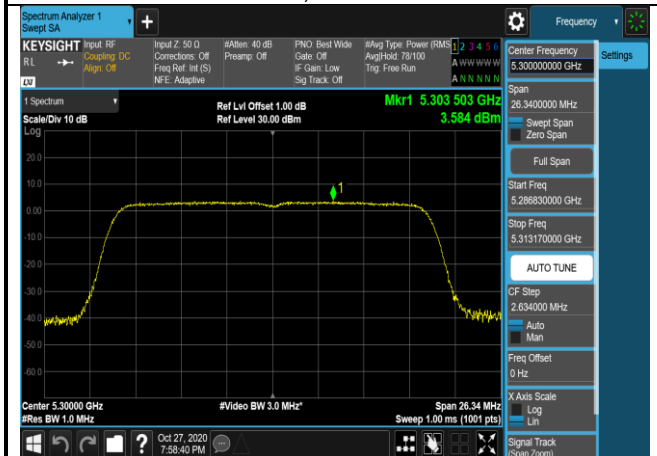 Spectrum Analyzer 1
Swept SA
Frequency
KEYSIGHT
RL
LXI
Input: RF
Coupling: DC
Align: Off
Input Z: 50 Ω
Corrections: Off
Freq Ref: Int (S)
NFE: Adaptive
#Atten: 40 dB
Preamp: Off
PNO: Best Wide
Gate: Off
IF Gain: Low
Sig Track: Off
#Avg Type: Power (RMS
Avg|Hold: 78/100
Trig: Free Run
1 2 3 4 5 6
A W W W W W
A N N N N N
1 Spectrum
Scale/Div 10 dB
Log
Ref Lvl Offset 1.00 dB
Ref Level 30.00 dBm
Mkr1 5.303 503 GHz
3.584 dBm
1
20.0
10.0
0.00
-10.0
-20.0
-30.0
-40.0
-50.0
-60.0
Center 5.30000 GHz
#Res BW 1.0 MHz
#Video BW 3.0 MHz*
Span 26.34 MHz
Sweep 1.00 ms (1001 pts)
Oct 27, 2020
7:58:40 PM
Center Frequency
5.300000000 GHz
Settings
Span
26.3400000 MHz
Swept Span
Zero Span
Full Span
Start Freq
5.286830000 GHz
Stop Freq
5.313170000 GHz
AUTO TUNE
CF Step
2.634000 MHz
Auto
Man
Freq Offset
0 Hz
X Axis Scale
Log
Lin
Signal Track
(Span Zoom)